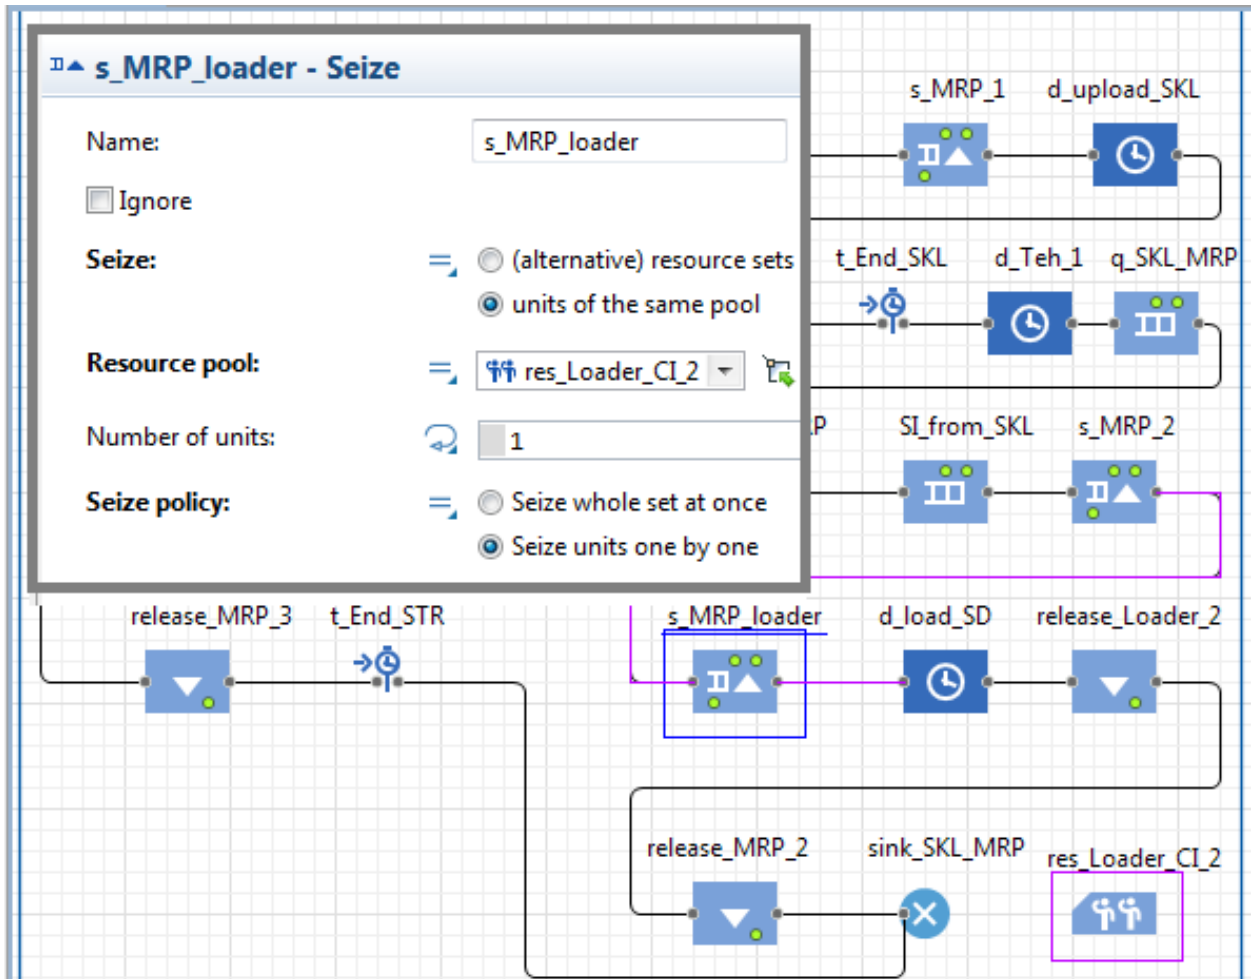 s_MRP_loader - Seize
Name:
s_MRP_loader
Ignore
Seize:
(alternative) resource sets
units of the same pool
Resource pool:
res_Loader_CI_2
Number of units:
1
Seize policy:
Seize whole set at once
Seize units one by one
s_MRP_1
d_upload_SKL
t_End_SKL
d_Teh_1
q_SKL_MRP
SI_from_SKL
s_MRP_2
release_MRP_3
t_End_STR
s_MRP_loader
d_load_SD
release_Loader_2
release_MRP_2
sink_SKL_MRP
res_Loader_CI_2